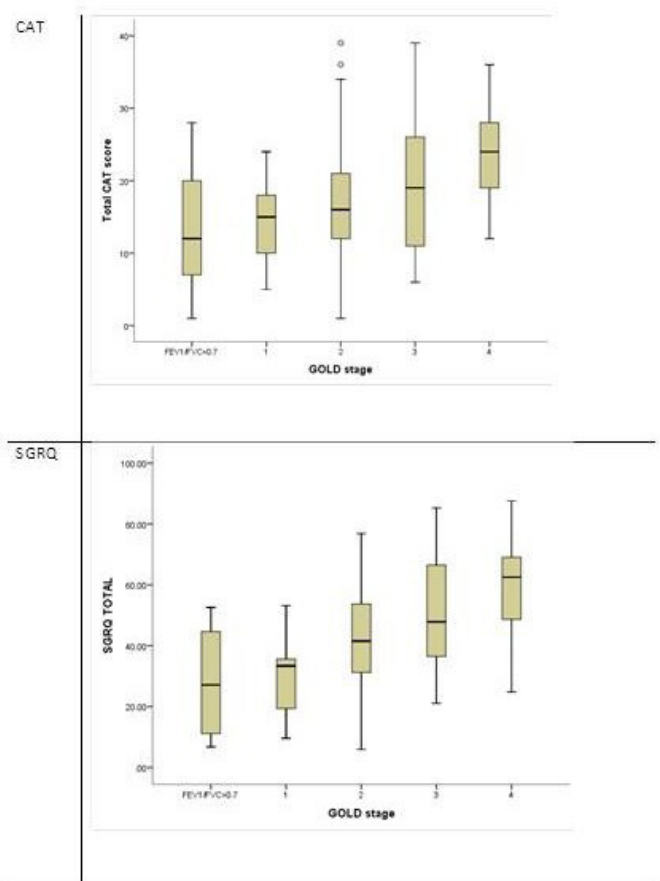 CAT
Total CAT score
40
30
20
10
0
FEV1/FVC>0.7 1 2 3 4
GOLD stage
SGRQ
SGRQ TOTAL
100.00
80.00
60.00
40.00
20.00
.00
FEV1/FVC>0.7 1 2 3 4
GOLD stage